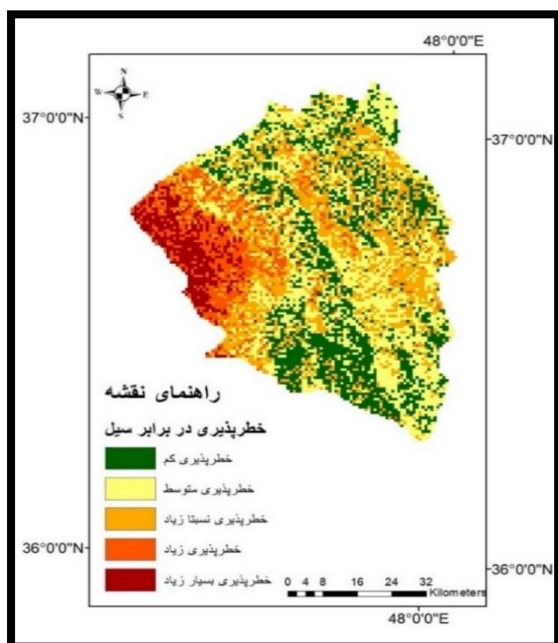 48°0'0"E
N
W E
S
37°0'0"N
37°0'0"N
راهنمای نقشه
خطرپذیری در برابر سیل
خطرپذیری کم
خطرپذیری متوسط
خطرپذیری نسبتا زیاد
خطرپذیری زیاد
خطرپذیری بسیار زیاد
36°0'0"N
36°0'0"N
0 4 8 16 24 32
Kilometers
48°0'0"E